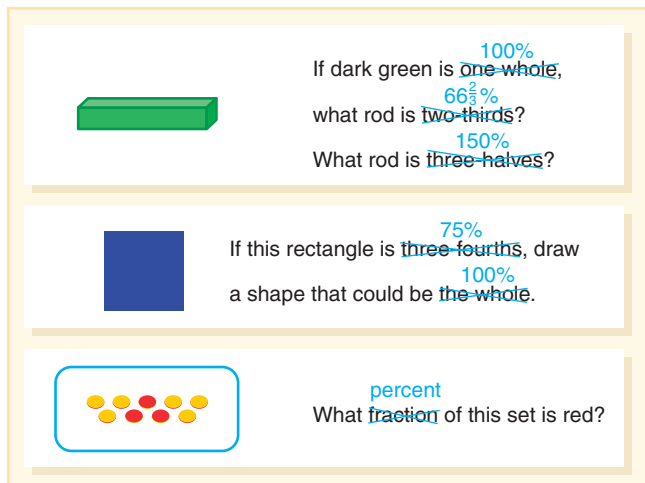 100%
If dark green is one whole,
66 2/3 %
what rod is two-thirds?
150%
What rod is three-halves?
75%
If this rectangle is three-fourths, draw
100%
a shape that could be the whole.
percent
What fraction of this set is red?